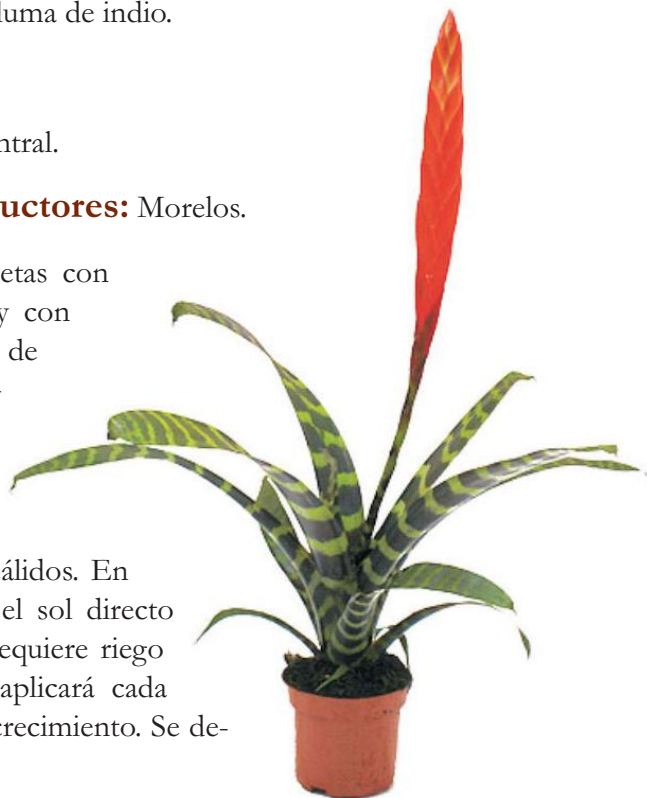 luma de indio.
ntral.
uctores: Morelos.
etas con
y con
de
álidos. En
el sol directo
equiere riego
aplicará cada
crecimiento. Se de-